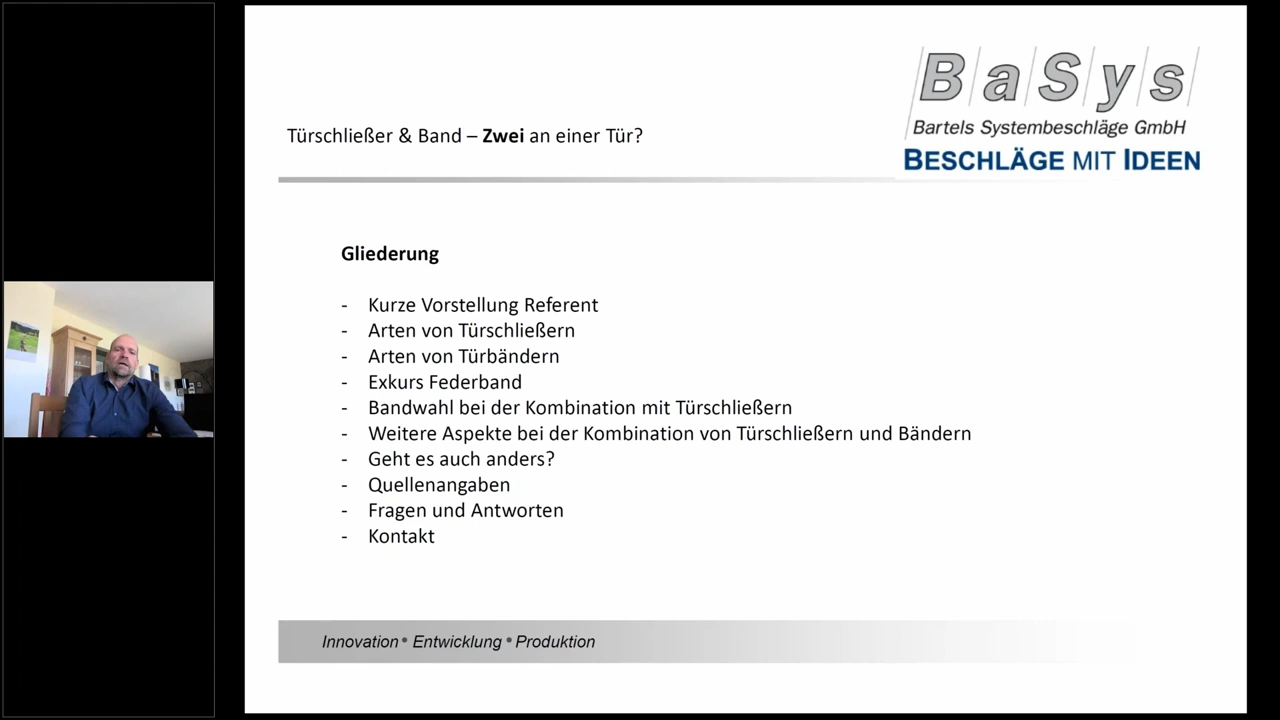 BaSys
Bartels Systembeschläge GmbH
BESCHLÄGE MIT IDEEN
Türschließer & Band – Zwei an einer Tür?
Gliederung
- Kurze Vorstellung Referent
- Arten von Türschließern
- Arten von Türbändern
- Exkurs Federband
- Bandwahl bei der Kombination mit Türschließern
- Weitere Aspekte bei der Kombination von Türschließern und Bändern
- Geht es auch anders?
- Quellenangaben
- Fragen und Antworten
- Kontakt
Innovation • Entwicklung • Produktion